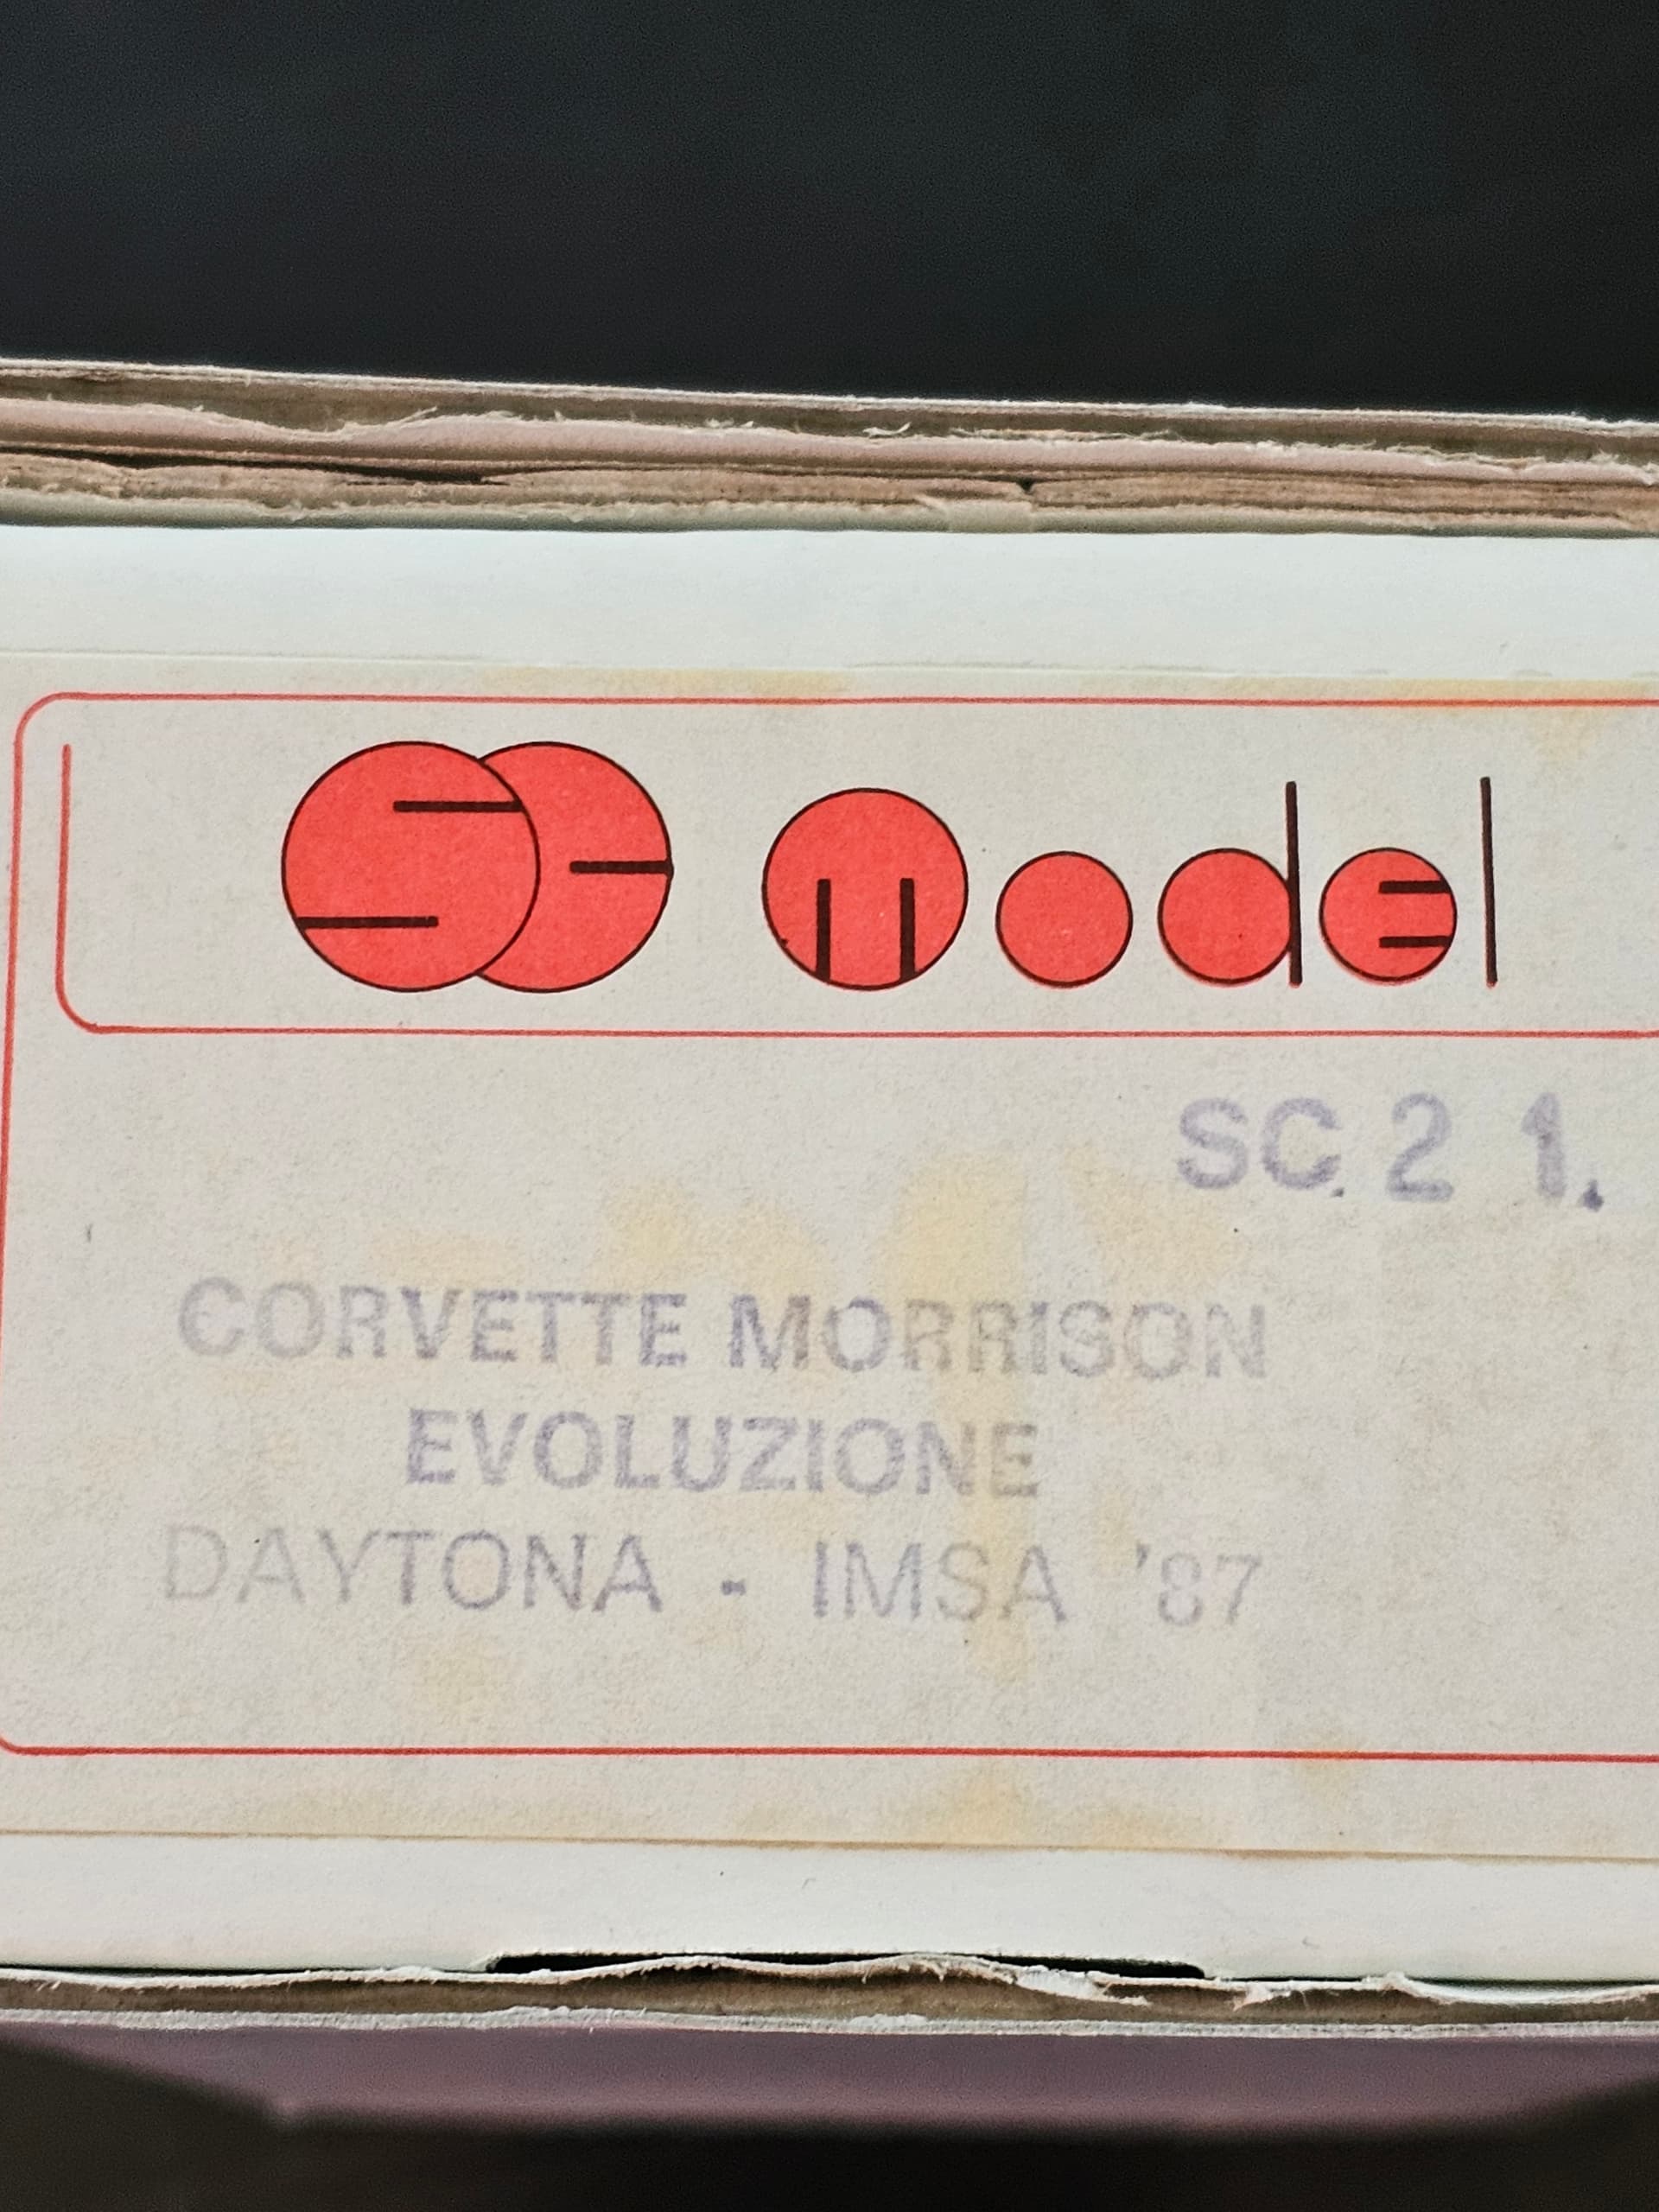 SC Model
SC. 2 1.
CORVETTE MORRISON
EVOLUZIONE
DAYTONA - IMSA '87